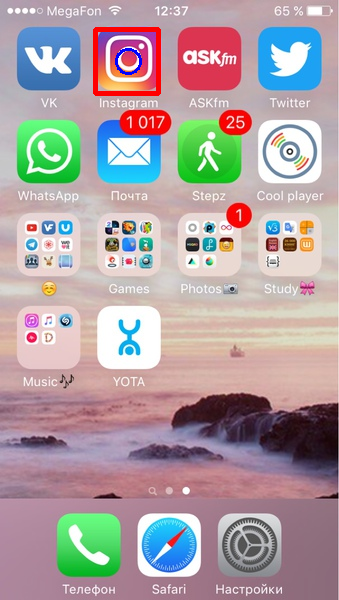 MegaFon 12:37 65 %
VK Instagram ASKfm Twitter
1 017 25
WhatsApp Почта Stepz Cool player
1
Games Photos Study
Music YOTA
Телефон Safari Настройки